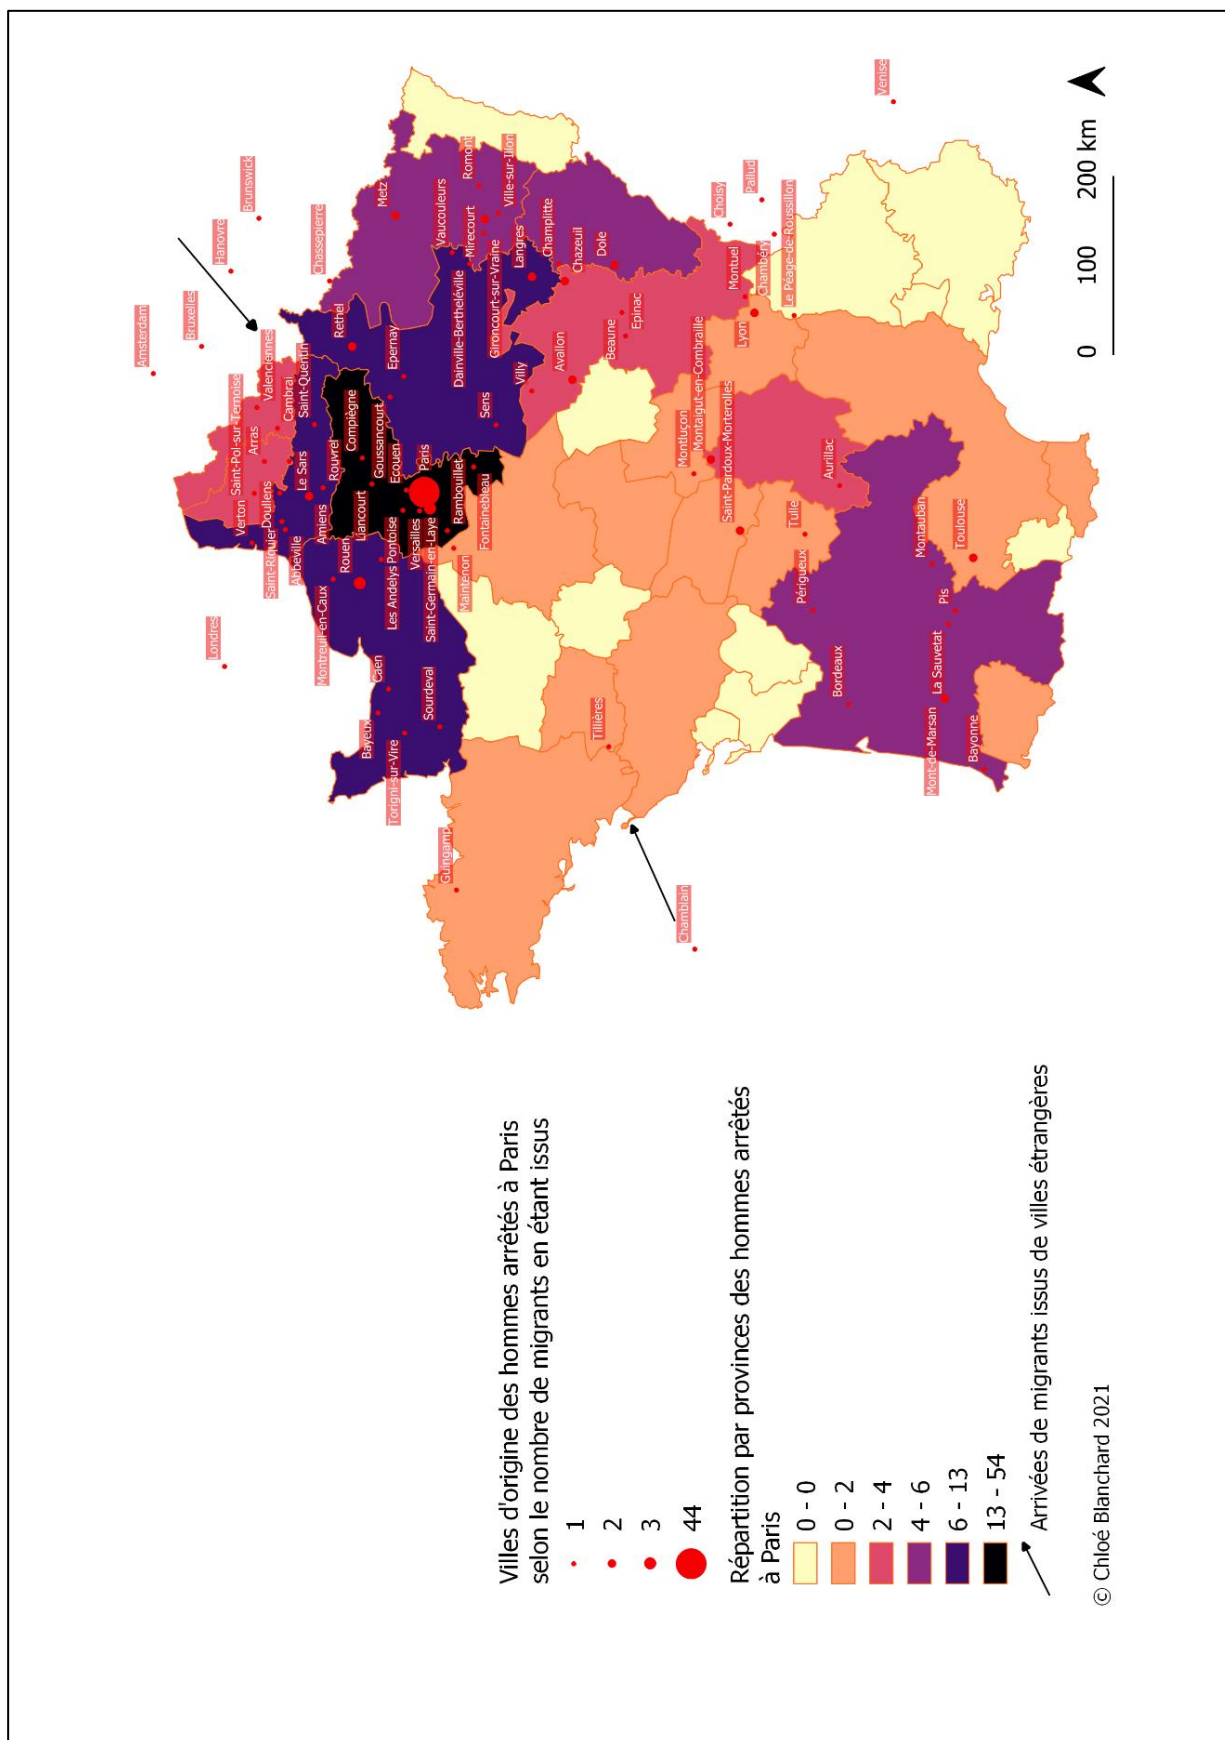 Amsterdam
Bruxelles
Hanovre
Brunswick
Londres
Chassepierre
Valenciennes
Saint-Pol-sur-Ternoise
Arras
Cambrai
Saint-Quentin
Verton
Saint-Riquier
Doullens
Abbeville
Le Sars
Amiens
Rouvrel
Rethel
Metz
Montreuil-en-Caux
Rouen
Liancourt
Compiègne
Goussancourt
Epernay
Bayeux
Caen
Les Andelys
Pontoise
Ecouen
Paris
Torigni-sur-Vire
Versailles
Saint-Germain-en-Laye
Sourdeval
Rambouillet
Maintenon
Fontainebleau
Guingamp
Vaucouleurs
Mirecourt
Romont
Dainville-Bertheléville
Gironcourt-sur-Vraine
Ville-sur-Illon
Sens
Langres
Champlitte
Villy
Chazeuil
Avallon
Dole
Beaune
Epinac
Tillières
Chamblain
Choisy
Pallud
Montuel
Chambéry
Lyon
Le Péage-de-Roussillon
Montluçon
Montaigut-en-Combraille
Saint-Pardoux-Morterolles
Tulle
Aurillac
Périgueux
Bordeaux
Venise
Montauban
Toulouse
Pis
La Sauvetat
Mont-de-Marsan
Bayonne
0 100 200 km
Villes d'origine des hommes arrêtés à Paris
selon le nombre de migrants en étant issus
1
2
3
44
Répartition par provinces des hommes arrêtés
à Paris
0 - 0
0 - 2
2 - 4
4 - 6
6 - 13
13 - 54
Arrivées de migrants issus de villes étrangères
© Chloé Blanchard 2021